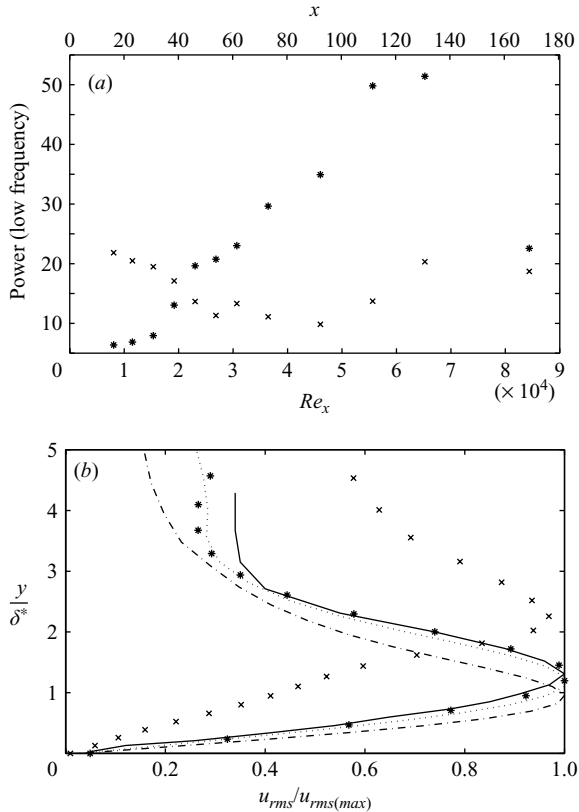 x
0 20 40 60 80 100 120 140 160 180
(a)
Power (low frequency)
50
40
30
20
10
0 1 2 3 4 5 6 7 8 9
(× 10⁴)
Re_x
(b)
y/δ*
5
4
3
2
1
0
0.2 0.4 0.6 0.8 1.0
u_rms/u_rms(max)